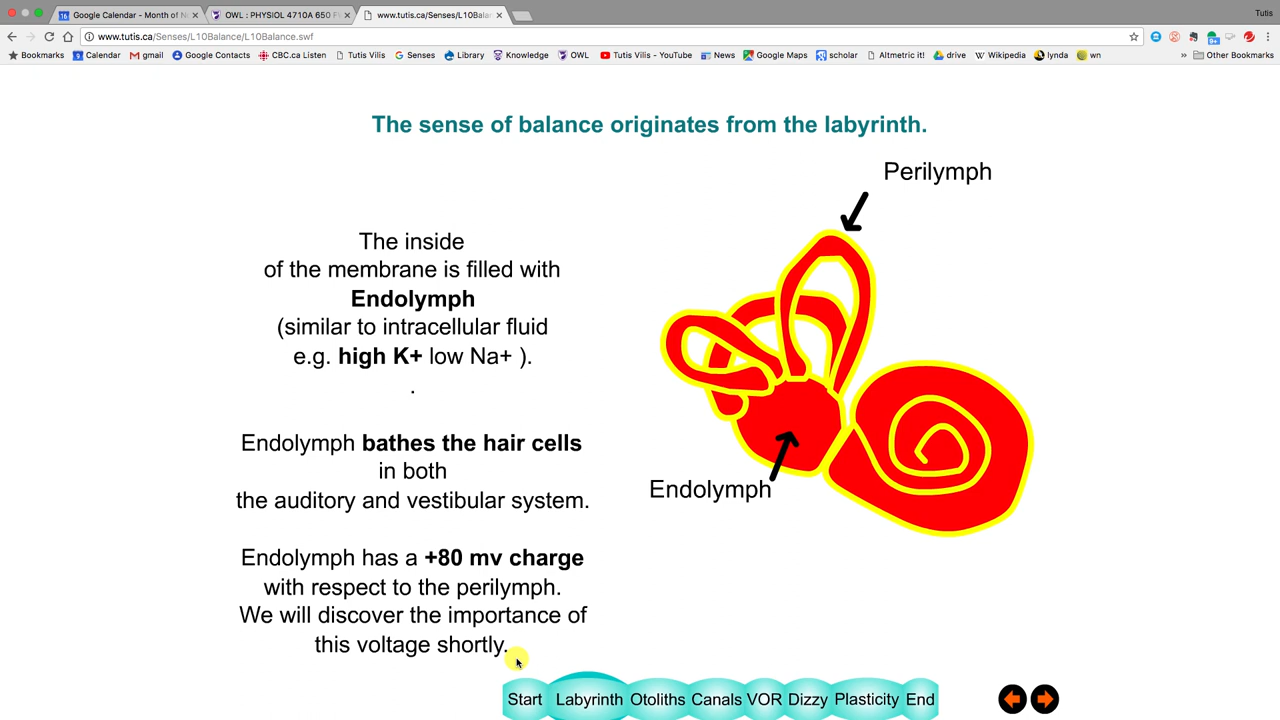 Tutis
Google Calendar - Month of N
OWL : PHYSIOL 4710A 650 F
www.tutis.ca/Senses/L10Bala
www.tutis.ca/Senses/L10Balance/L10Balance.swf
Bookmarks Calendar gmail Google Contacts CBC.ca Listen Tutis Vilis Senses Library Knowledge OWL Tutis Vilis - YouTube News Google Maps scholar Altmetric it! drive Wikipedia lynda wn » Other Bookmarks
The sense of balance originates from the labyrinth.
Perilymph
The inside
of the membrane is filled with
Endolymph
(similar to intracellular fluid
e.g. high K+ low Na+ ).
.
Endolymph bathes the hair cells
in both
the auditory and vestibular system.
Endolymph
Endolymph has a +80 mv charge
with respect to the perilymph.
We will discover the importance of
this voltage shortly.
Start Labyrinth Otoliths Canals VOR Dizzy Plasticity End